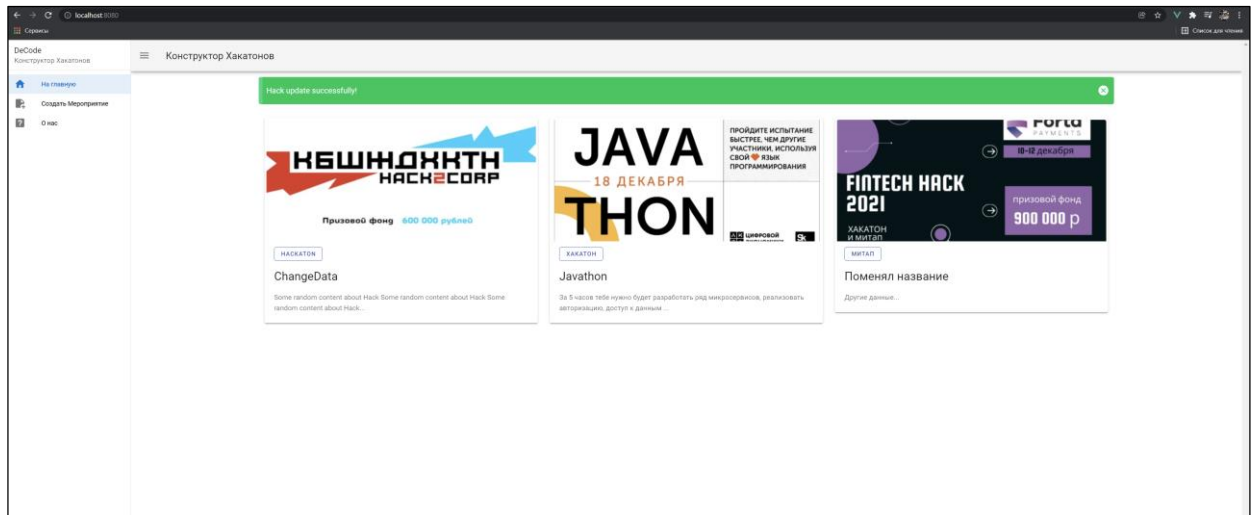 localhost:8080
Сервисы
Список для чтения
DeCode
Конструктор Хакатонов
Конструктор Хакатонов
На главную
Создать Мероприятие
О нас
Hack update successfully!
HACK2CORP
Призовой фонд 600 000 рублей
HACKATON
ChangeData
Some random content about Hack Some random content about Hack Some
random content about Hack...
JAVA
18 ДЕКАБРЯ
THON
ПРОЙДИТЕ ИСПЫТАНИЕ
БЫСТРЕЕ, ЧЕМ ДРУГИЕ
УЧАСТНИКИ, ИСПОЛЬЗУЯ
СВОЙ 🧡 ЯЗЫК
ПРОГРАММИРОВАНИЯ
ЦИФРОВОЙ
Sk
ХАКАТОН
Javathon
За 5 часов тебе нужно будет разработать ряд микросервисов, реализовать
авторизацию, доступ к данным ...
Forta
PAYMENTS
10-12 декабря
FINTECH HACK
2021
призовой фонд
900 000 р
ХАКАТОН
и митап
МИТАП
Поменял название
Другие данные...